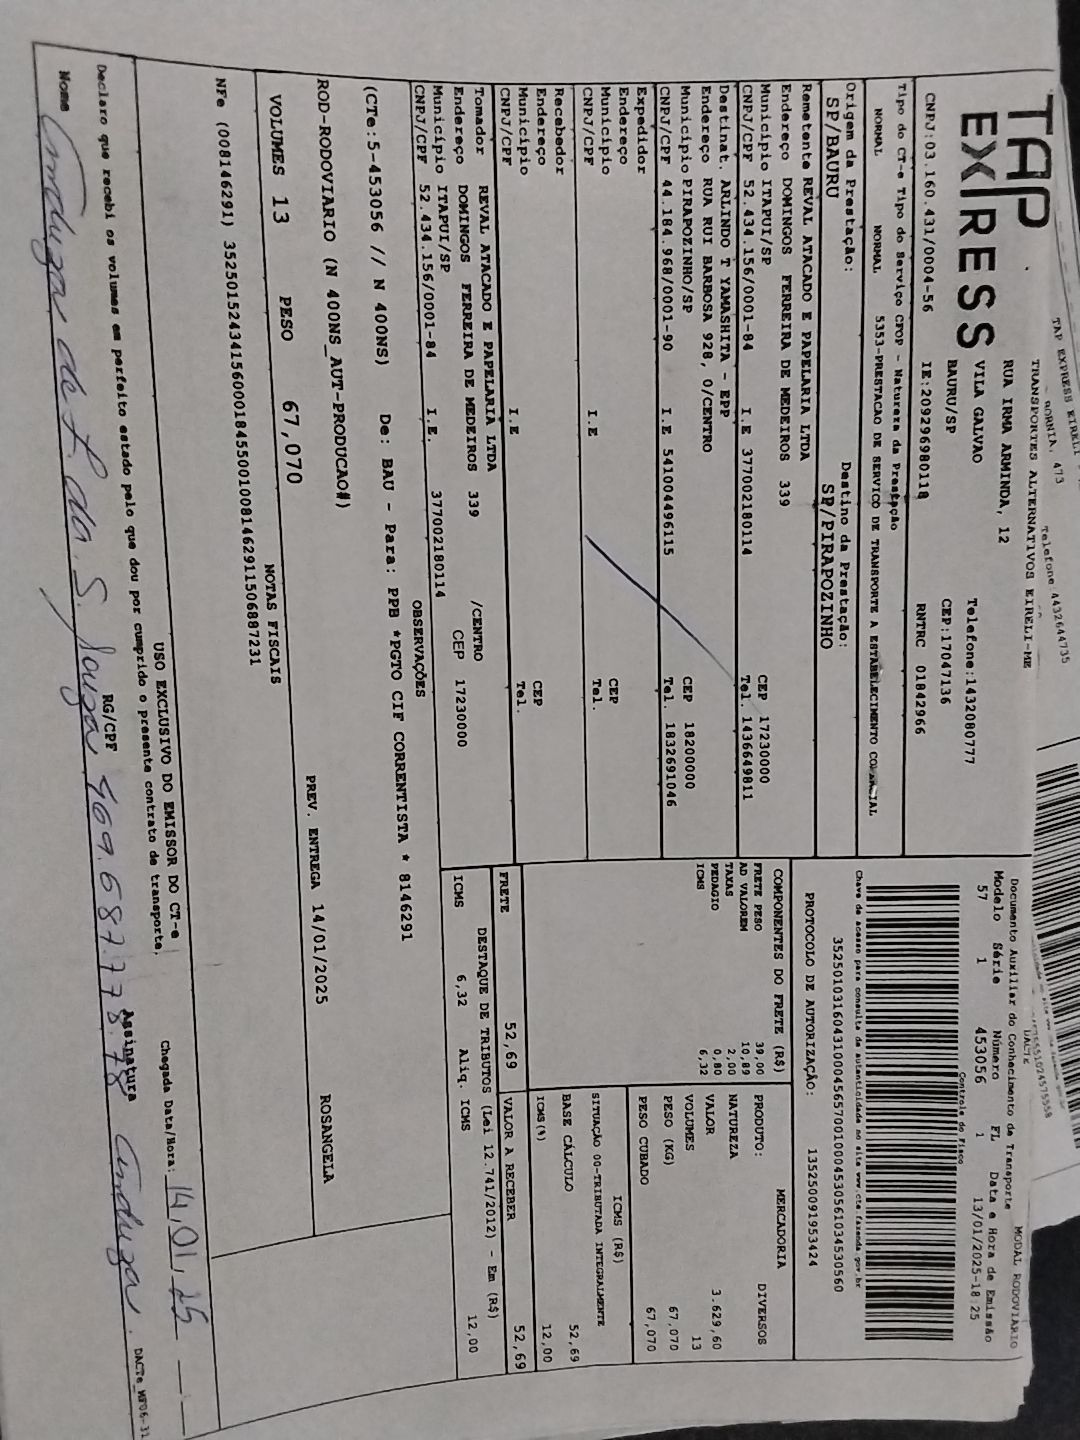 TAP EXPRESS EIRELI
RORNIA, 473
Telefone 4432644735
TAP
EXPRESS
TRANSPORTES ALTERNATIVOS EIRELI-ME
RUA IRMA ARMINDA, 12
VILA GALVAO
Telefone:1432080777
BAURU/SP
CEP:17047136
CNPJ:03.160.431/0004-56
IE:209296980118
RNTRC 01842966
DACTE
Documento Auxiliar do Conhecimento de Transporte
MODAL RODOVIARIO
Modelo Série Número FL Data e Hora de Emissão
57 1 453056 1 13/01/2025-18:25
Controle do Fisco
Chave de acesso para consulta de autenticidade no site www.cte.fazenda.gov.br
35250103160431000456570010004530561034530560
PROTOCOLO DE AUTORIZAÇÃO: 135250091953424
Tipo do CT-e Tipo do Serviço CFOP - Natureza da Prestação
NORMAL NORMAL 5353-PRESTACAO DE SERVICO DE TRANSPORTE A ESTABELECIMENTO COMERCIAL
Origem da Prestação: Destino da Prestação:
SP/BAURU SP/PIRAPOZINHO
Remetente REVAL ATACADO E PAPELARIA LTDA
Endereço DOMINGOS FERREIRA DE MEDEIROS 339
Município ITAPUI/SP CEP 17230000
CNPJ/CPF 52.434.156/0001-84 I.E 377002180114 Tel. 1436649811
Destinat. ARLINDO T YAMASHITA - EPP
Endereço RUA RUI BARBOSA 928, 0/CENTRO
Município PIRAPOZINHO/SP CEP 18200000
CNPJ/CPF 44.184.968/0001-90 I.E 541004496115 Tel. 1832691046
Expedidor
Endereço
Município CEP
CNPJ/CPF I.E Tel.
Recebedor
Endereço
Município CEP
CNPJ/CPF I.E Tel.
Tomador REVAL ATACADO E PAPELARIA LTDA
Endereço DOMINGOS FERREIRA DE MEDEIROS 339 /CENTRO
Município ITAPUI/SP CEP 17230000
CNPJ/CPF 52.434.156/0001-84 I.E. 377002180114
COMPONENTES DO FRETE (R$)
FRETE PESO 39,00
AD VALOREM 10,89
TAXAS 2,00
PEDAGIO 0,80
ICMS 6,32
MERCADORIA
PRODUTO: DIVERSOS
NATUREZA
VALOR 3.629,60
VOLUMES 13
PESO (KG) 67,070
PESO CUBADO 67,070
ICMS (R$)
SITUAÇÃO 00-TRIBUTADA INTEGRALMENTE
BASE CÁLCULO 52,69
ICMS(%) 12,00
FRETE 52,69
VALOR A RECEBER 52,69
DESTAQUE DE TRIBUTOS (Lei 12.741/2012) - Em (R$)
ICMS 6,32 Aliq. ICMS 12,00
OBSERVAÇÕES
(CTe:5-453056 // N 400NS) De: BAU - Para: PPB *PGTO CIF CORRENTISTA * 8146291
ROD-RODOVIARIO (N 400NS_AUT-PRODUCAO#)
PREV. ENTREGA 14/01/2025 ROSANGELA
VOLUMES 13 PESO 67,070
NOTAS FISCAIS
NFe (008146291) 35250152434156000184550010081462911506887231
USO EXCLUSIVO DO EMISSOR DO CT-e
Declaro que recebi os volumes em perfeito estado pelo que dou por cumprido o presente contrato de transporte.
Chegada Data/Hora: 14,01,25
Nome
RG/CPF 469.687.778.78
Assinatura
DACTe_MF06-31